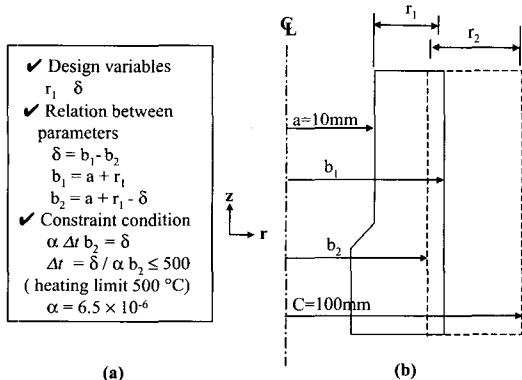 ✔ Design variables
r₁ δ
✔ Relation between
parameters
δ = b₁- b₂
b₁ = a + r₁
b₂ = a + r₁ - δ
✔ Constraint condition
α Δt b₂ = δ
Δt = δ / α b₂ ≤ 500
( heating limit 500 °C)
α = 6.5 × 10⁻⁶
(a)
z
r
℄
r₁
r₂
a=10mm
b₁
b₂
C=100mm
(b)